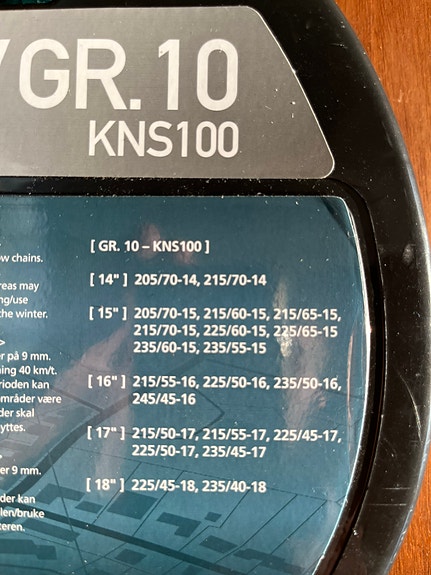 /GR.10
KNS100
[ GR. 10 – KNS100 ]
[ 14" ] 205/70-14, 215/70-14
[ 15" ] 205/70-15, 215/60-15, 215/65-15,
215/70-15, 225/60-15, 225/65-15
235/60-15, 235/55-15
[ 16" ] 215/55-16, 225/50-16, 235/50-16,
245/45-16
[ 17" ] 215/50-17, 215/55-17, 225/45-17,
225/50-17, 235/45-17
[ 18" ] 225/45-18, 235/40-18
ow chains.
reas may
ng/use
the winter.
>
er på 9 mm.
ning 40 km/t.
rioden kan
områder være
der skal
yttes.
>
er 9 mm.
der kan
len/bruke
teren.